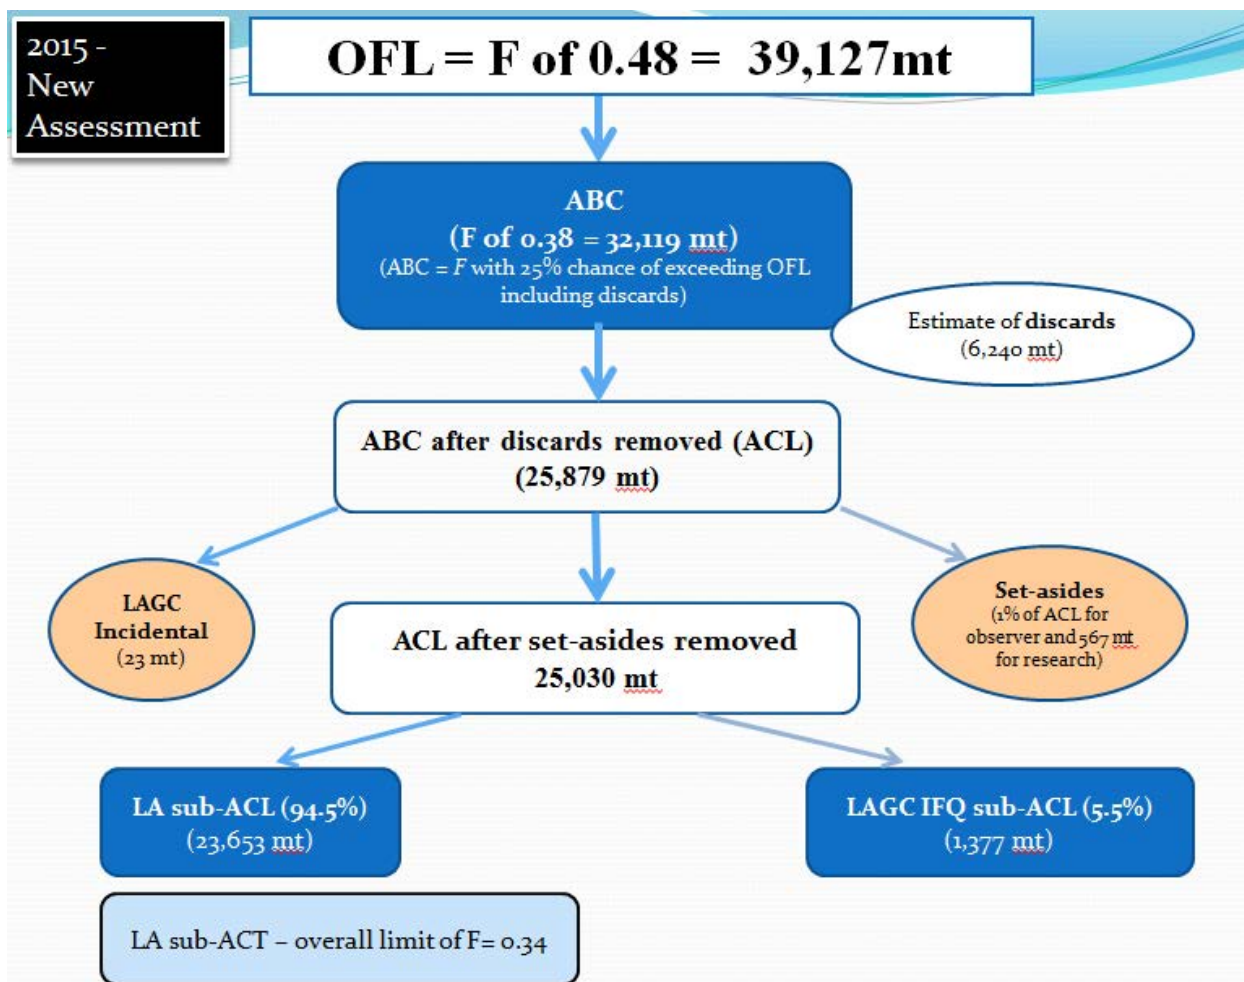 2015 -
New
Assessment
OFL = F of 0.48 = 39,127mt
ABC
(F of 0.38 = 32,119 mt)
(ABC = F with 25% chance of exceeding OFL
including discards)
Estimate of discards
(6,240 mt)
ABC after discards removed (ACL)
(25,879 mt)
LAGC
Incidental
(23 mt)
ACL after set-asides removed
25,030 mt
Set-asides
(1% of ACL for
observer and 567 mt
for research)
LA sub-ACL (94.5%)
(23,653 mt)
LAGC IFQ sub-ACL (5.5%)
(1,377 mt)
LA sub-ACT – overall limit of F= 0.34